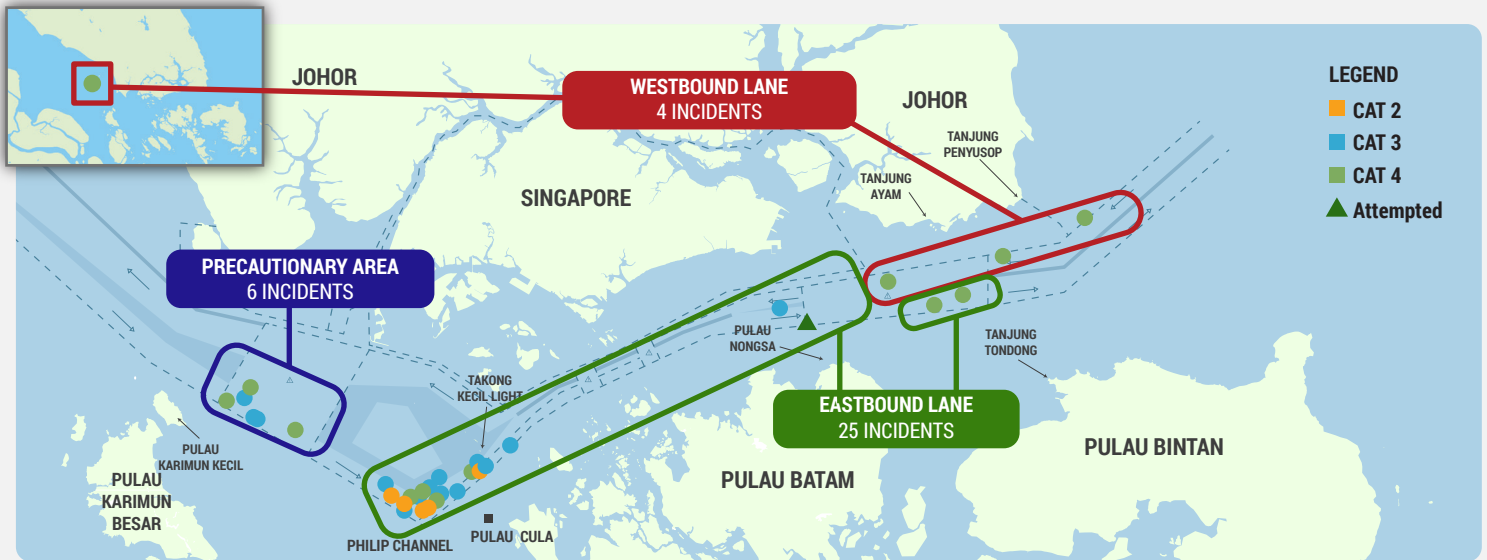 JOHOR
WESTBOUND LANE
4 INCIDENTS
JOHOR
LEGEND
CAT 2
CAT 3
CAT 4
Attempted
TANJUNG
PENYUSOP
TANJUNG
AYAM
SINGAPORE
PRECAUTIONARY AREA
6 INCIDENTS
PULAU
NONGSA
TANJUNG
TONDONG
TAKONG
KECIL LIGHT
EASTBOUND LANE
25 INCIDENTS
PULAU
KARIMUN KECIL
PULAU
KARIMUN
BESAR
PULAU BATAM
PULAU BINTAN
PHILIP CHANNEL
PULAU CULA